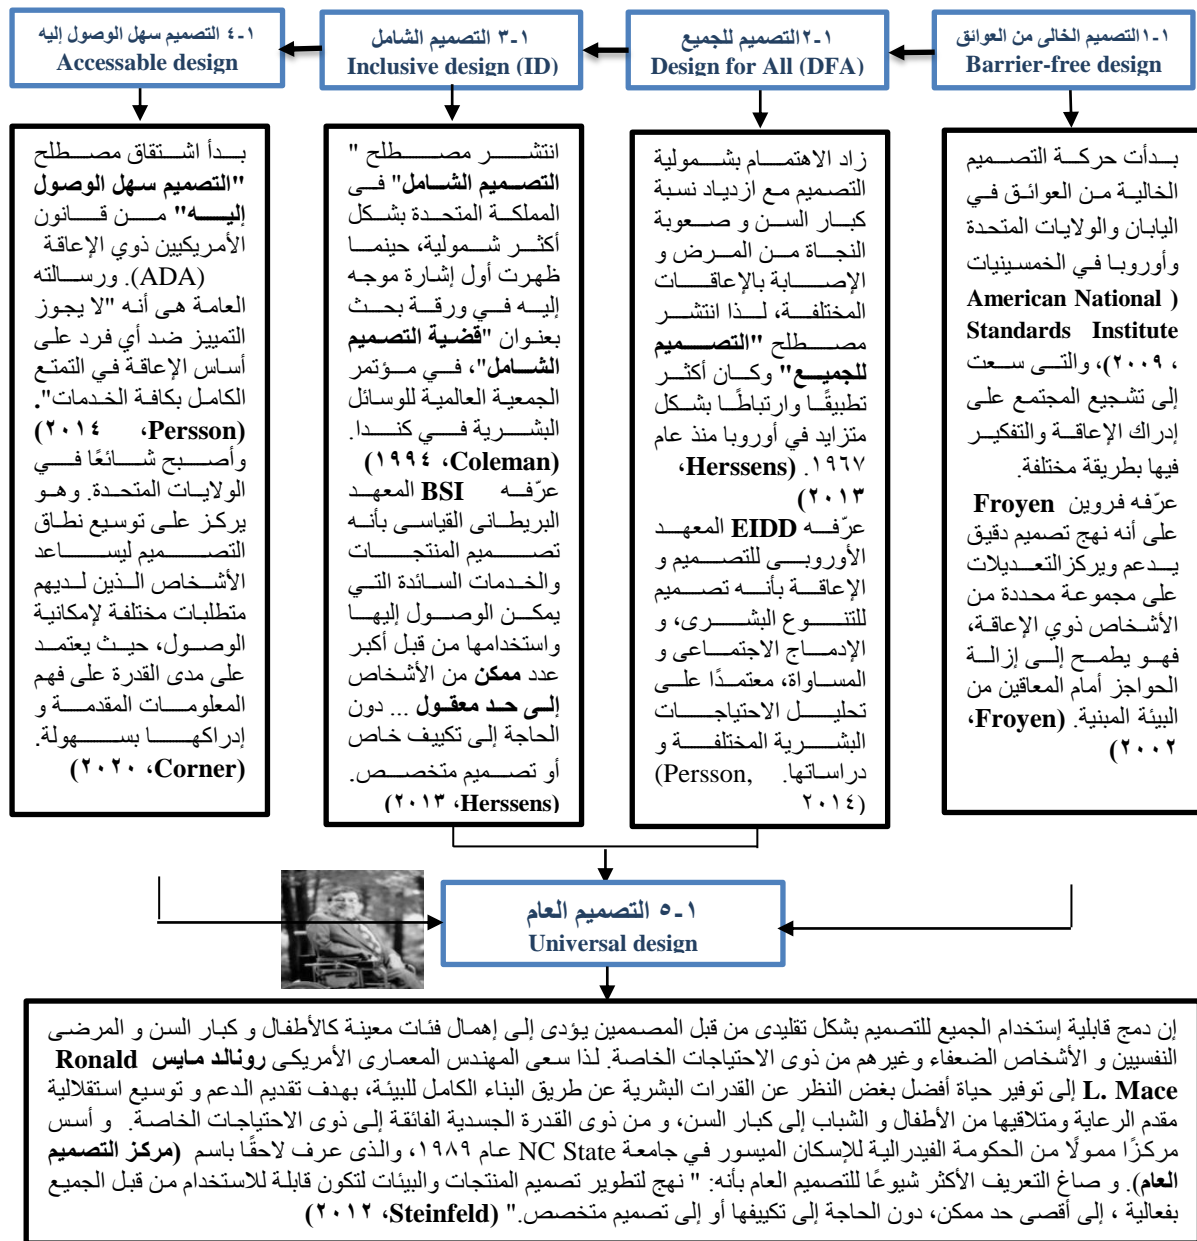 ١-١التصميم الخالى من العوائق
Barrier-free design
١-٢التصميم للجميع
Design for All (DFA)
١-٣ التصميم الشامل
Inclusive design (ID)
١-٤ التصميم سهل الوصول إليه
Accessable design
بدأت حركة التصميم
الخالية من العوائق في
اليابان والولايات المتحدة
وأوروبا في الخمسينيات
American National )
Standards Institute
، ٢٠٠٩)، والتى سعت
إلى تشجيع المجتمع على
إدراك الإعاقة والتفكير
فيها بطريقة مختلفة.
عرّفه فروين Froyen
على أنه نهج تصميم دقيق
يدعم ويركز التعديلات
على مجموعة محددة من
الأشخاص ذوي الإعاقة،
فهو يطمح إلى إزالة
الحواجز أمام المعاقين من
البيئة المبنية. (Froyen،
٢٠٠٢)
زاد الاهتمام بشمولية
التصميم مع ازدياد نسبة
كبار السن و صعوبة
النجاة من المرض و
الإصابة بالإعاقات
المختلفة، لذا انتشر
مصطلح "التصميم
للجميع" وكان أكثر
تطبيقًا وارتباطًا بشكل
متزايد في أوروبا منذ عام
١٩٦٧. (Herssens،
٢٠١٣)
عرّفه EIDD المعهد
الأوروبى للتصميم و
الإعاقة بأنه تصميم
للتنوع البشرى، و
الإدماج الاجتماعى و
المساواة، معتمدًا على
تحليل الاحتياجات
البشرية المختلفة و
دراساتها. (Persson,
٢٠١٤)
انتشر مصطلح "
التصميم الشامل" فى
المملكة المتحدة بشكل
أكثر شمولية، حينما
ظهرت أول إشارة موجه
إليه في ورقة بحث
بعنوان "قضية التصميم
الشامل"، في مؤتمر
الجمعية العالمية للوسائل
البشرية في كندا.
(Coleman، ١٩٩٤)
عرّفه BSI المعهد
البريطانى القياسى بأنه
تصميم المنتجات
والخدمات السائدة التي
يمكن الوصول إليها
واستخدامها من قبل أكبر
عدد ممكن من الأشخاص
إلى حد معقول ... دون
الحاجة إلى تكييف خاص
أو تصميم متخصص.
(Herssens، ٢٠١٣)
بدأ اشتقاق مصطلح
"التصميم سهل الوصول
إليه" من قانون
الأمريكيين ذوي الإعاقة
(ADA). ورسالته
العامة هى أنه "لا يجوز
التمييز ضد أي فرد على
أساس الإعاقة في التمتع
الكامل بكافة الخدمات".
(Persson، ٢٠١٤)
وأصبح شائعًا في
الولايات المتحدة. وهو
يركز على توسيع نطاق
التصميم ليساعد
الأشخاص الذين لديهم
متطلبات مختلفة لإمكانية
الوصول، حيث يعتمد
على مدى القدرة على فهم
المعلومات المقدمة و
إدراكها بسهولة.
(Corner، ٢٠٢٠)
١-٥ التصميم العام
Universal design
إن دمج قابلية إستخدام الجميع للتصميم بشكل تقليدى من قبل المصممين يؤدى إلى إهمال فئات معينة كالأطفال و كبار السن و المرضى
النفسيين و الأشخاص الضعفاء وغيرهم من ذوى الاحتياجات الخاصة. لذا سعى المهندس المعمارى الأمريكى رونالد مايس Ronald
L. Mace إلى توفير حياة أفضل بغض النظر عن القدرات البشرية عن طريق البناء الكامل للبيئة، بهدف تقديم الدعم و توسيع استقلالية
مقدم الرعاية ومتلاقيها من الأطفال و الشباب إلى كبار السن، و من ذوى القدرة الجسدية الفائقة إلى ذوى الاحتياجات الخاصة. و أسس
مركزًا ممولًا من الحكومة الفيدرالية للإسكان الميسور في جامعة NC State عام ١٩٨٩، والذى عرف لاحقًا باسم (مركز التصميم
العام). و صاغ التعريف الأكثر شيوعًا للتصميم العام بأنه: " نهج لتطوير تصميم المنتجات والبيئات لتكون قابلة للاستخدام من قبل الجميع
بفعالية ، إلى أقصى حد ممكن، دون الحاجة إلى تكييفها أو إلى تصميم متخصص." (Steinfeld، ٢٠١٢)